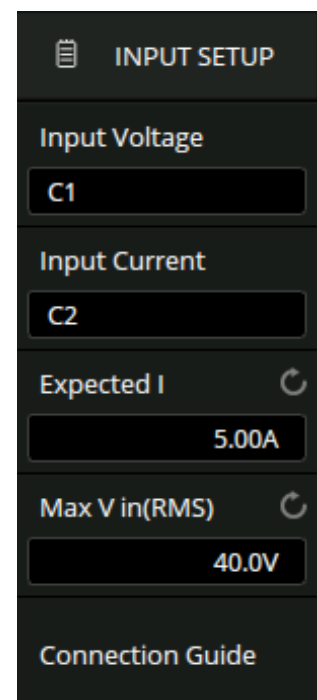 INPUT SETUP
Input Voltage
C1
Input Current
C2
Expected I
5.00A
Max V in(RMS)
40.0V
Connection Guide